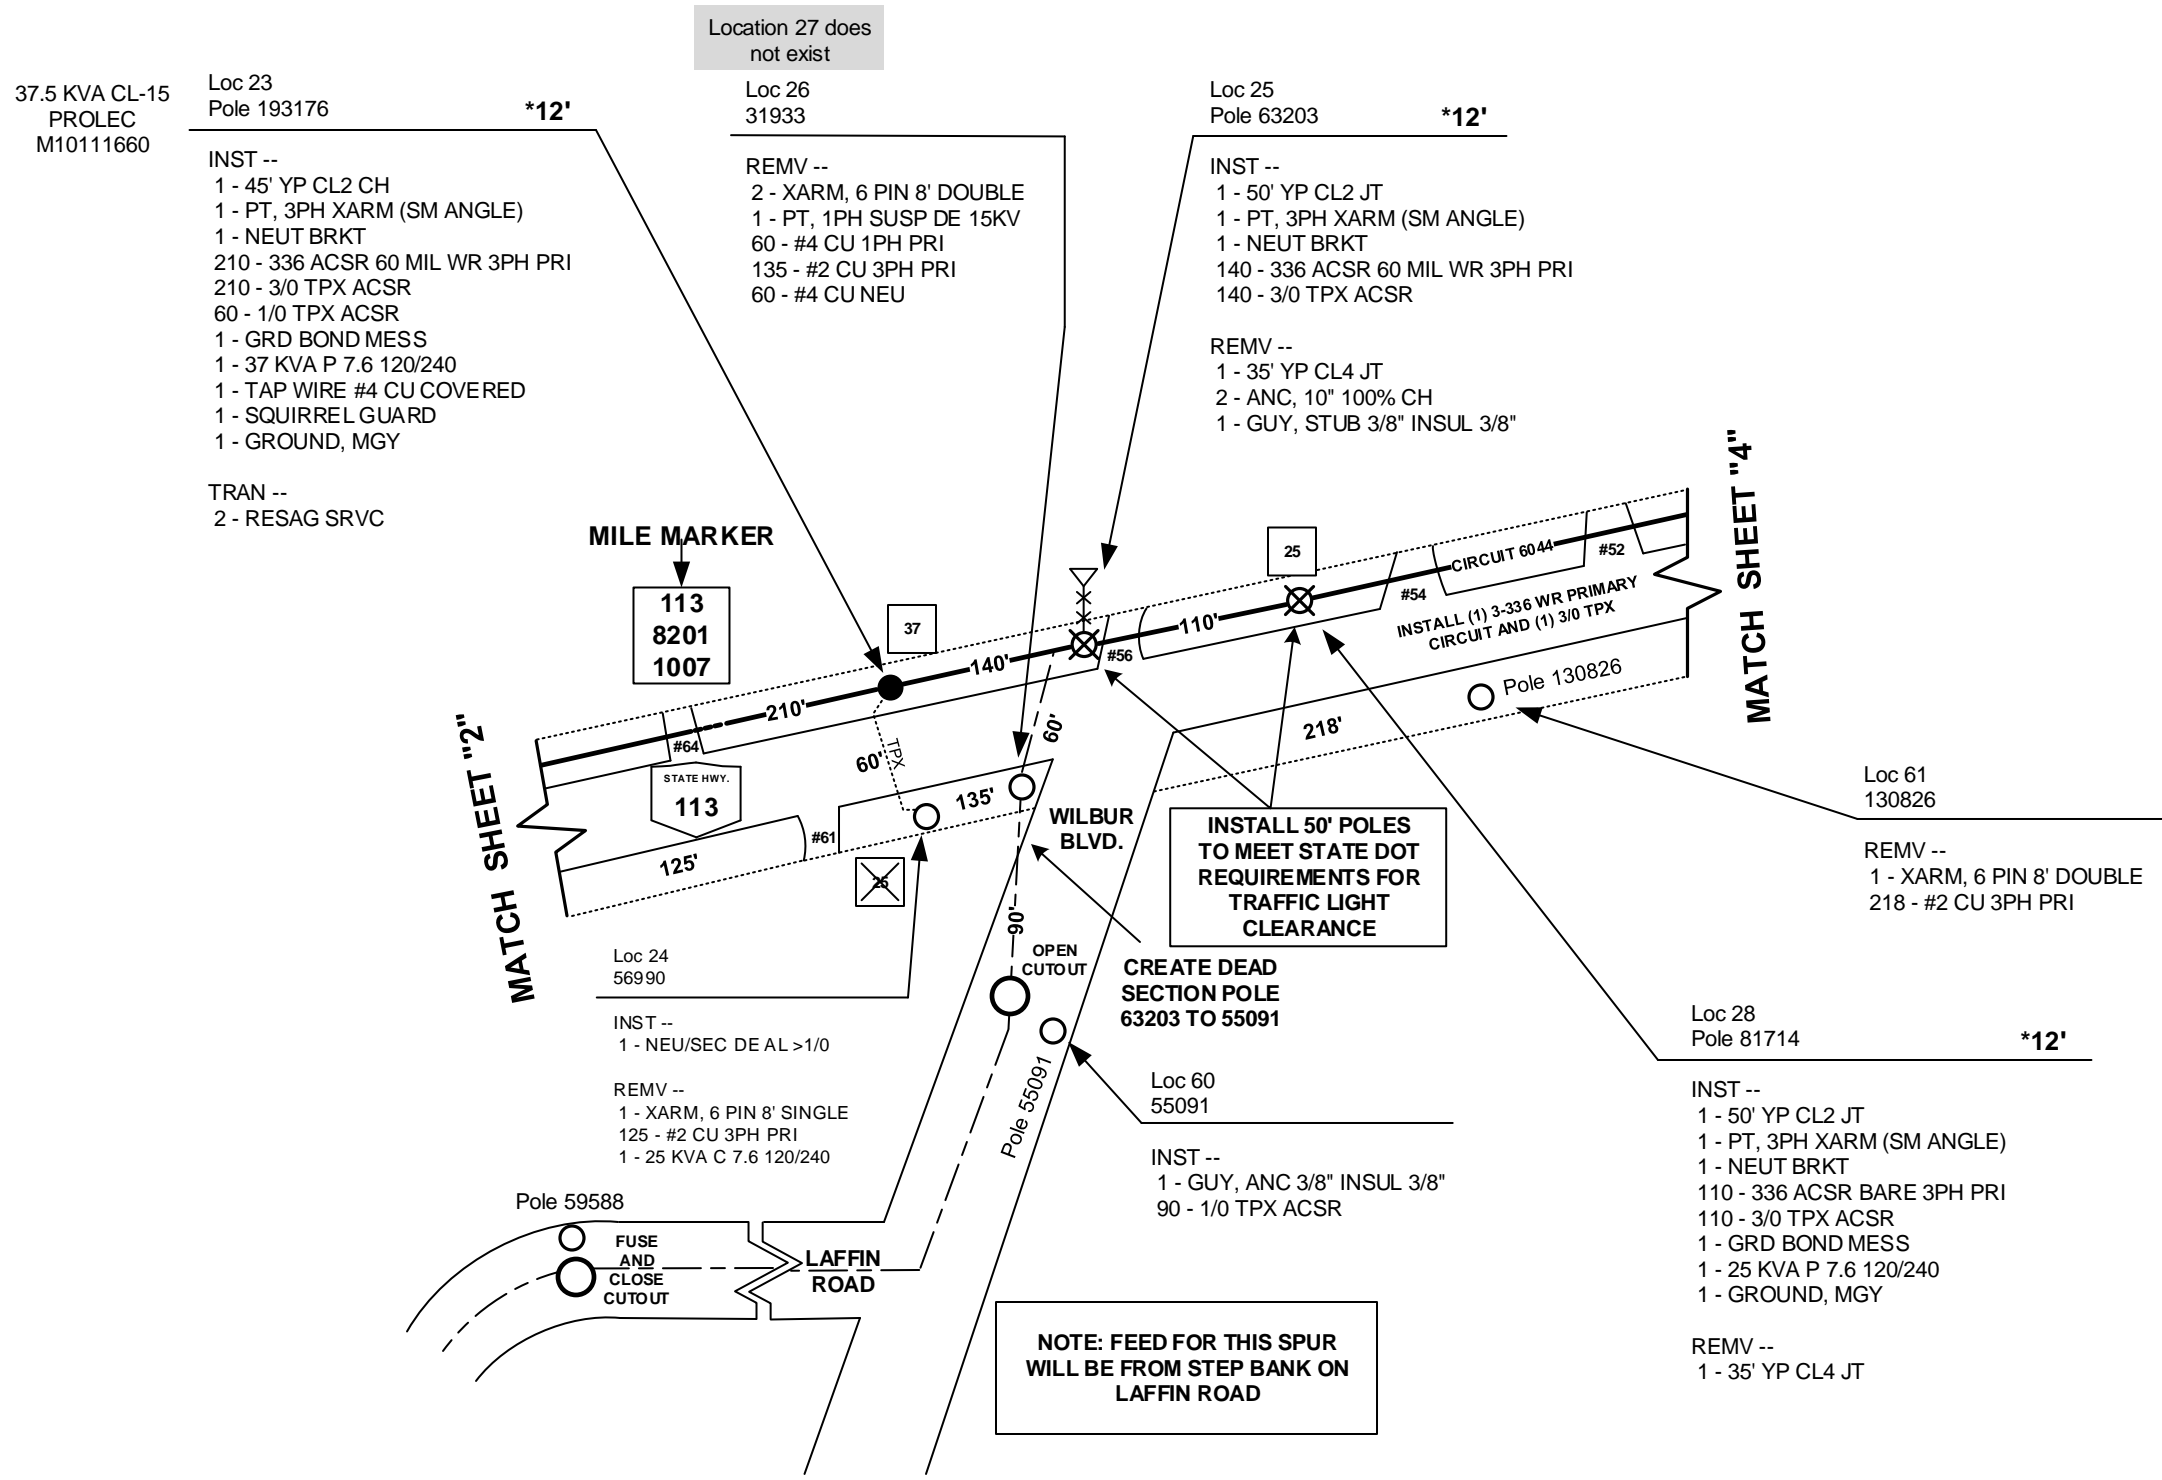 Location 27 does
not exist
37.5 KVA CL-15
PROLEC
M10111660
Loc 23
Pole 193176
*12'
INST --
1 - 45' YP CL2 CH
1 - PT, 3PH XARM (SM ANGLE)
1 - NEUT BRKT
210 - 336 ACSR 60 MIL WR 3PH PRI
210 - 3/0 TPX ACSR
60 - 1/0 TPX ACSR
1 - GRD BOND MESS
1 - 37 KVA P 7.6 120/240
1 - TAP WIRE #4 CU COVERED
1 - SQUIRREL GUARD
1 - GROUND, MGY
TRAN --
2 - RESAG SRVC
Loc 26
31933
REMV --
2 - XARM, 6 PIN 8' DOUBLE
1 - PT, 1PH SUSP DE 15KV
60 - #4 CU 1PH PRI
135 - #2 CU 3PH PRI
60 - #4 CU NEU
Loc 25
Pole 63203
*12'
INST --
1 - 50' YP CL2 JT
1 - PT, 3PH XARM (SM ANGLE)
1 - NEUT BRKT
140 - 336 ACSR 60 MIL WR 3PH PRI
140 - 3/0 TPX ACSR
REMV --
1 - 35' YP CL4 JT
2 - ANC, 10" 100% CH
1 - GUY, STUB 3/8" INSUL 3/8"
MILE MARKER
113
8201
1007
37
25
MATCH SHEET "4"
CIRCUIT 6044
#52
#54
INSTALL (1) 3-336 WR PRIMARY
CIRCUIT AND (1) 3/0 TPX
110'
#56
140'
210'
#64
STATE HWY.
113
MATCH SHEET "2"
60'
TPX
60'
135'
125'
#61
25
218'
Pole 130826
WILBUR
BLVD.
INSTALL 50' POLES
TO MEET STATE DOT
REQUIREMENTS FOR
TRAFFIC LIGHT
CLEARANCE
Loc 61
130826
REMV --
1 - XARM, 6 PIN 8' DOUBLE
218 - #2 CU 3PH PRI
90'
OPEN
CUTOUT
CREATE DEAD
SECTION POLE
63203 TO 55091
Loc 24
56990
INST --
1 - NEU/SEC DE AL >1/0
REMV --
1 - XARM, 6 PIN 8' SINGLE
125 - #2 CU 3PH PRI
1 - 25 KVA C 7.6 120/240
Pole 55091
Loc 60
55091
INST --
1 - GUY, ANC 3/8" INSUL 3/8"
90 - 1/0 TPX ACSR
Loc 28
Pole 81714
*12'
INST --
1 - 50' YP CL2 JT
1 - PT, 3PH XARM (SM ANGLE)
1 - NEUT BRKT
110 - 336 ACSR BARE 3PH PRI
110 - 3/0 TPX ACSR
1 - GRD BOND MESS
1 - 25 KVA P 7.6 120/240
1 - GROUND, MGY
REMV --
1 - 35' YP CL4 JT
Pole 59588
FUSE
AND
CLOSE
CUTOUT
LAFFIN
ROAD
NOTE: FEED FOR THIS SPUR
WILL BE FROM STEP BANK ON
LAFFIN ROAD